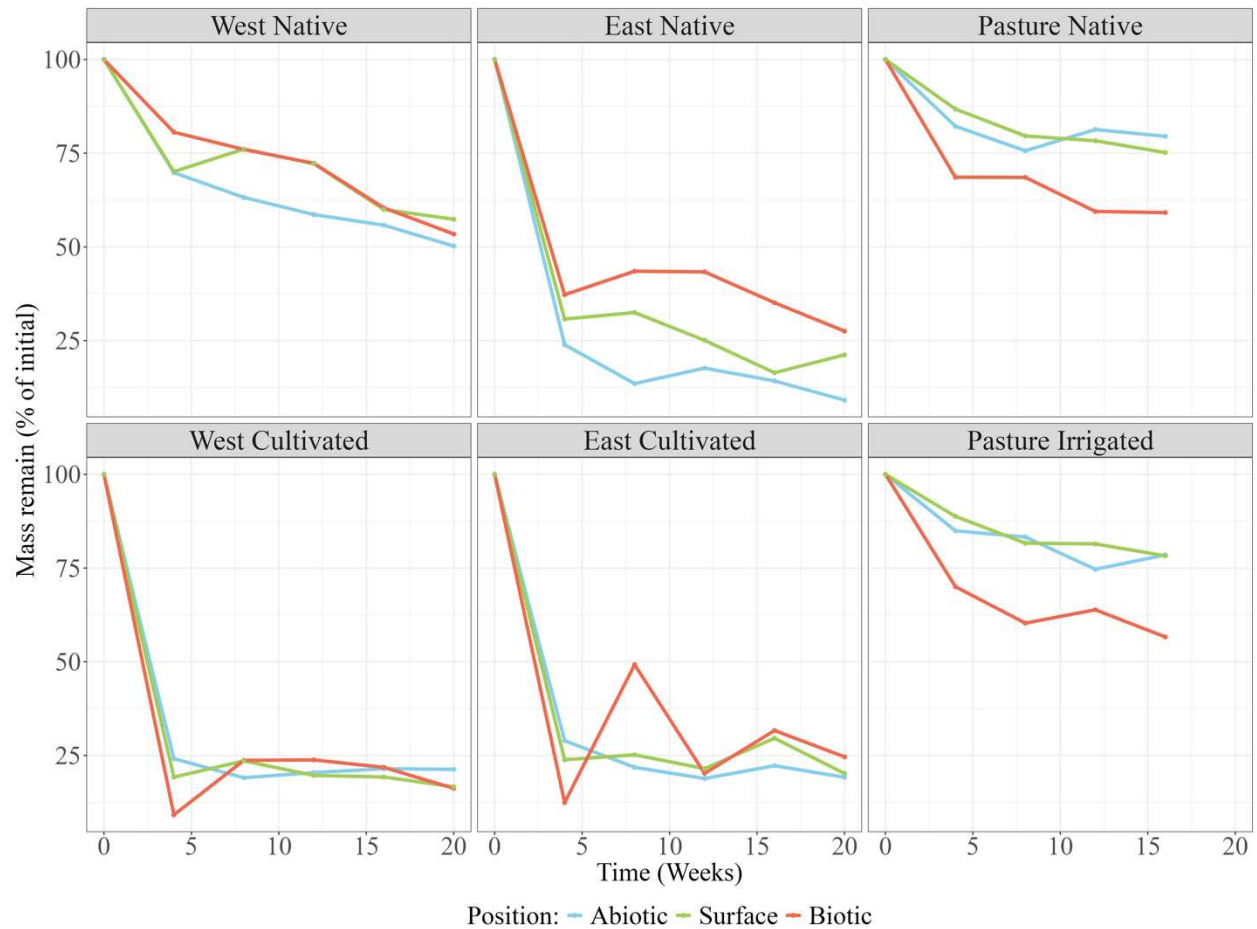 West Native East Native Pasture Native
100
75
50
25
West Cultivated East Cultivated Pasture Irrigated
100
75
50
25
0 5 10 15 20 0 5 10 15 20 0 5 10 15 20
Mass remain (% of initial)
Time (Weeks)
Position: Abiotic Surface Biotic